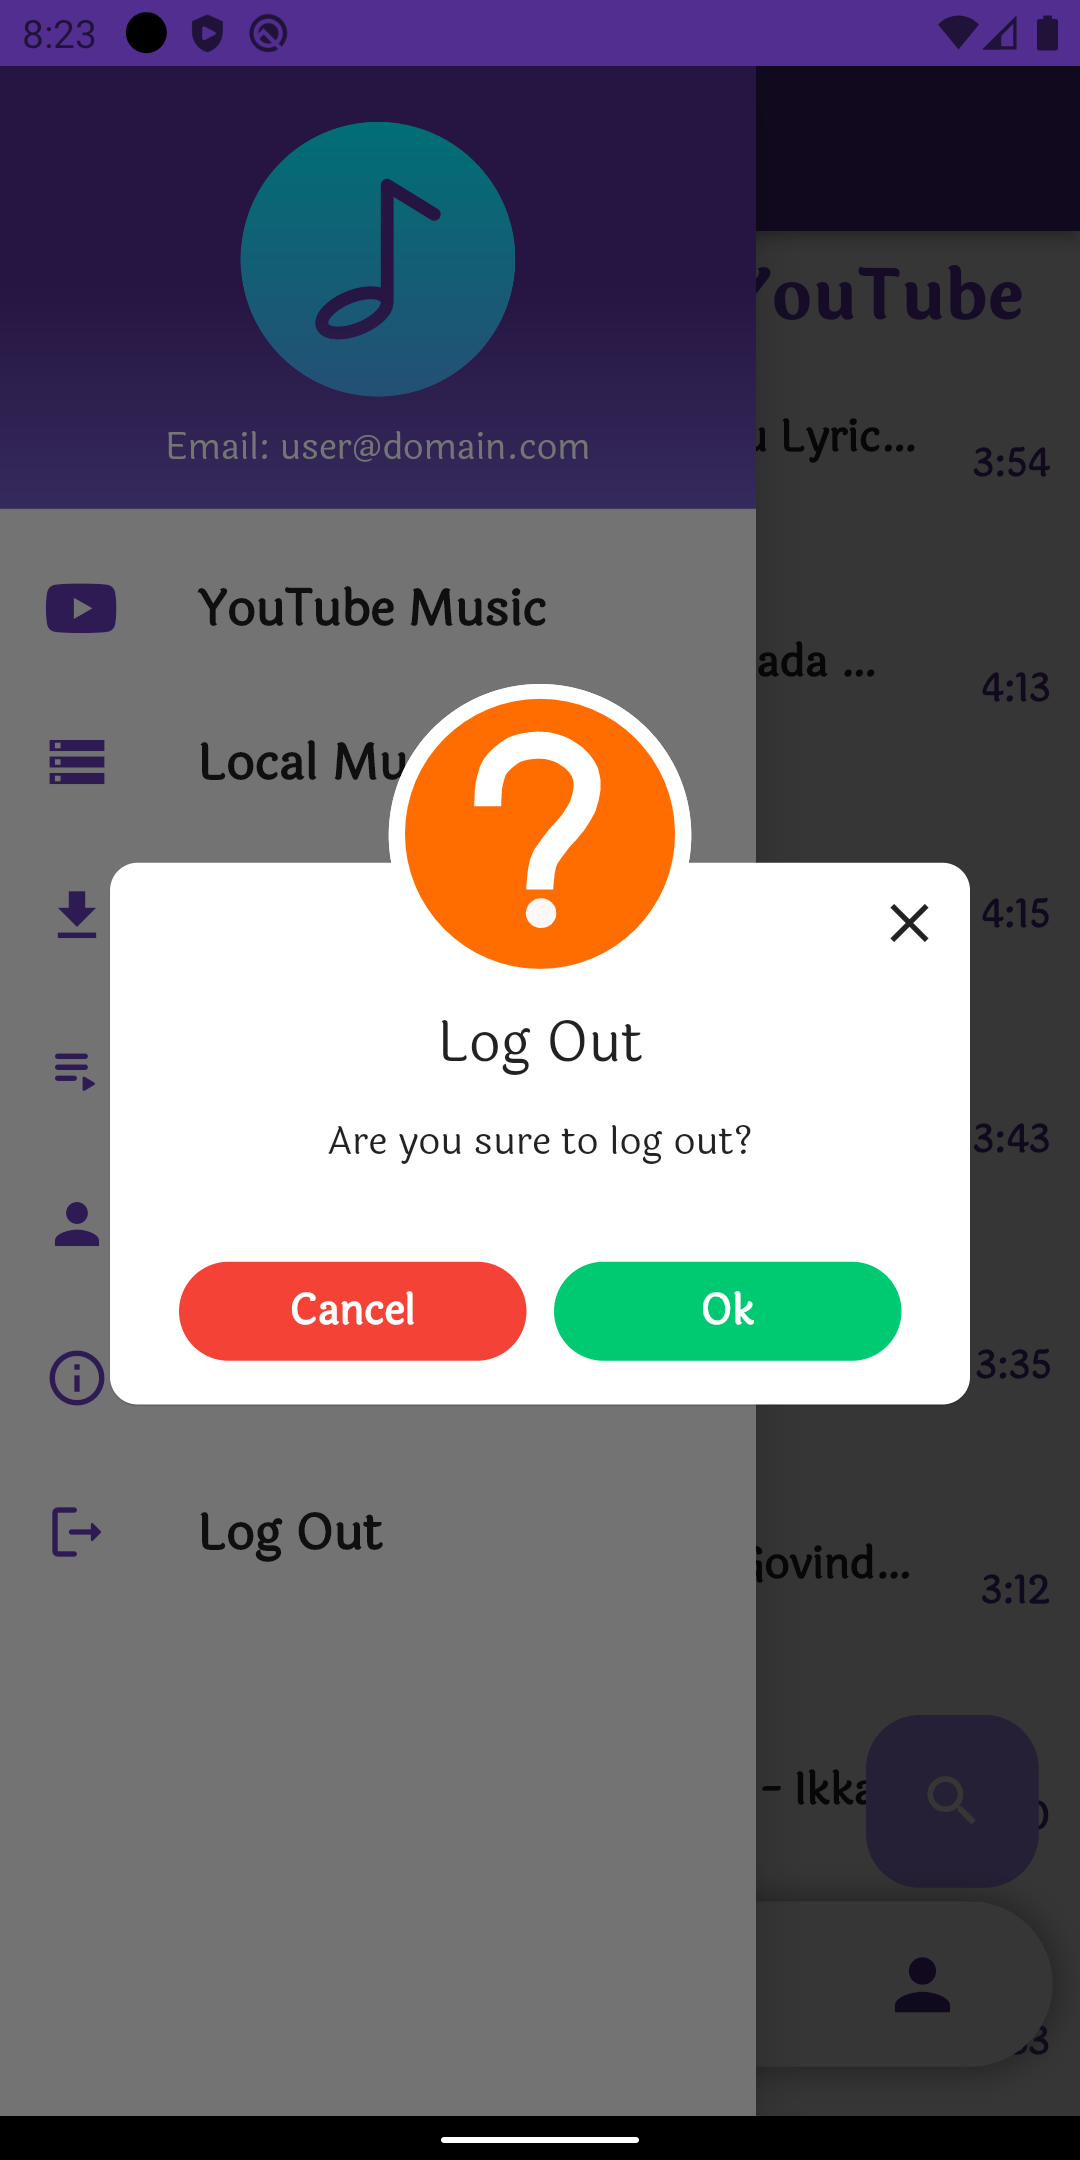 8:23
Email: user@domain.com
YouTube
Lyric...
3:54
YouTube Music
ada ...
4:13
Local Mu
4:15
Log Out
Are you sure to log out?
3:43
Cancel
Ok
3:35
Log Out
Govind...
3:12
- Ikka